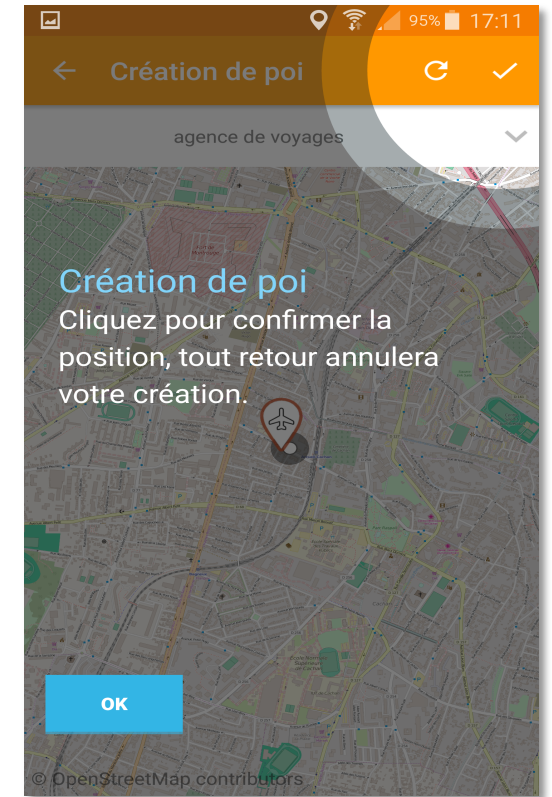 95% 17:11
Création de poi
agence de voyages
Création de poi
Cliquez pour confirmer la
position, tout retour annulera
votre création.
OK
© OpenStreetMap contributors